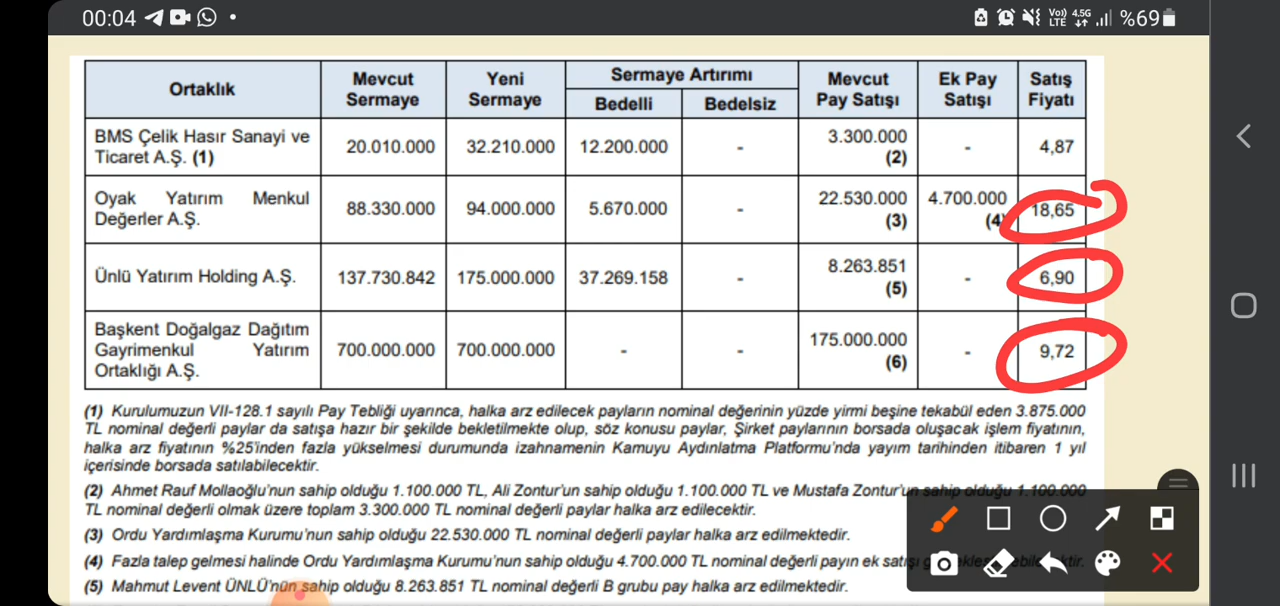 00:04 Vo)) LTE 4.5G %69
Ortaklık Mevcut Sermaye Yeni Sermaye Sermaye Artırımı Bedelli Bedelsiz Mevcut Pay Satışı Ek Pay Satışı Satış Fiyatı
BMS Çelik Hasır Sanayi ve
Ticaret A.Ş. (1) 20.010.000 32.210.000 12.200.000 - 3.300.000 (2) - 4,87
Oyak Yatırım Menkul
Değerler A.Ş. 88.330.000 94.000.000 5.670.000 - 22.530.000 (3) 4.700.000 (4) 18,65
Ünlü Yatırım Holding A.Ş. 137.730.842 175.000.000 37.269.158 - 8.263.851 (5) - 6,90
Başkent Doğalgaz Dağıtım
Gayrimenkul Yatırım
Ortaklığı A.Ş. 700.000.000 700.000.000 - - 175.000.000 (6) - 9,72
(1) Kurulumuzun VII-128.1 sayılı Pay Tebliği uyarınca, halka arz edilecek payların nominal değerinin yüzde yirmi beşine tekabül eden 3.875.000
TL nominal değerli paylar da satışa hazır bir şekilde bekletilmekte olup, söz konusu paylar, Şirket paylarının borsada oluşacak işlem fiyatının,
halka arz fiyatının %25'inden fazla yükselmesi durumunda izahnamenin Kamuyu Aydınlatma Platformu'nda yayım tarihinden itibaren 1 yıl
içerisinde borsada satılabilecektir.
(2) Ahmet Rauf Mollaoğlu'nun sahip olduğu 1.100.000 TL, Ali Zontur'un sahip olduğu 1.100.000 TL ve Mustafa Zontur'un sahip olduğu 1.100.000
TL nominal değerli olmak üzere toplam 3.300.000 TL nominal değerli paylar halka arz edilecektir.
(3) Ordu Yardımlaşma Kurumu'nun sahip olduğu 22.530.000 TL nominal değerli paylar halka arz edilmektedir.
(4) Fazla talep gelmesi halinde Ordu Yardımlaşma Kurumu'nun sahip olduğu 4.700.000 TL nominal değerli payın ek
(5) Mahmut Levent ÜNLÜ'nün sahip olduğu 8.263.851 TL nominal değerli B grubu pay halka arz edilmektedir.